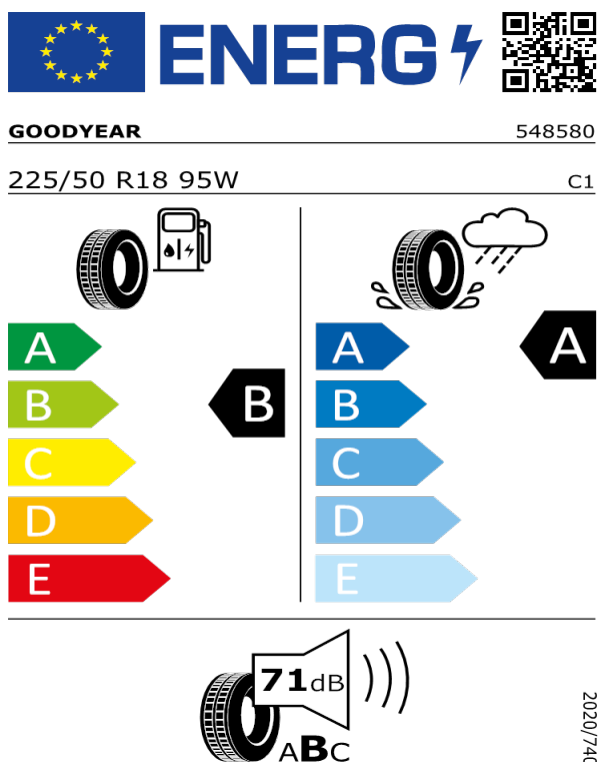 ENERG
GOODYEAR 548580
225/50 R18 95W C1
A A A
B B B
C C
D D
E E
71dB
ABC
2020/740